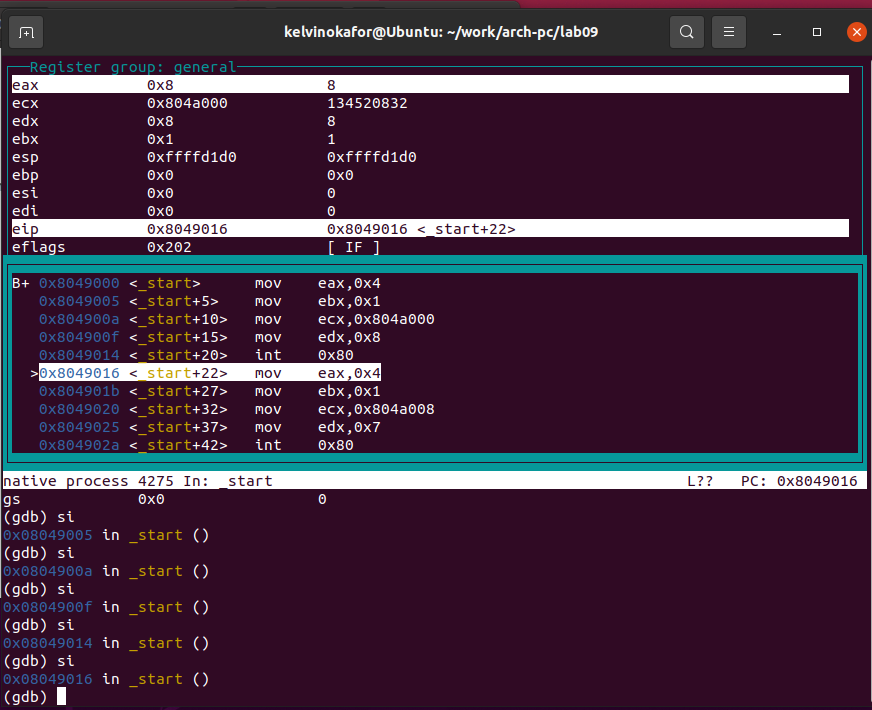 kelvinokafor@Ubuntu: ~/work/arch-pc/lab09
Register group: general
eax 0x8 8
ecx 0x804a000 134520832
edx 0x8 8
ebx 0x1 1
esp 0xffffd1d0 0xffffd1d0
ebp 0x0 0x0
esi 0x0 0
edi 0x0 0
eip 0x8049016 0x8049016 <_start+22>
eflags 0x202 [ IF ]
B+ 0x8049000 <_start> mov eax,0x4
0x8049005 <_start+5> mov ebx,0x1
0x804900a <_start+10> mov ecx,0x804a000
0x804900f <_start+15> mov edx,0x8
0x8049014 <_start+20> int 0x80
>0x8049016 <_start+22> mov eax,0x4
0x804901b <_start+27> mov ebx,0x1
0x8049020 <_start+32> mov ecx,0x804a008
0x8049025 <_start+37> mov edx,0x7
0x804902a <_start+42> int 0x80
native process 4275 In: _start L?? PC: 0x8049016
gs 0x0 0
(gdb) si
0x08049005 in _start ()
(gdb) si
0x0804900a in _start ()
(gdb) si
0x0804900f in _start ()
(gdb) si
0x08049014 in _start ()
(gdb) si
0x08049016 in _start ()
(gdb)